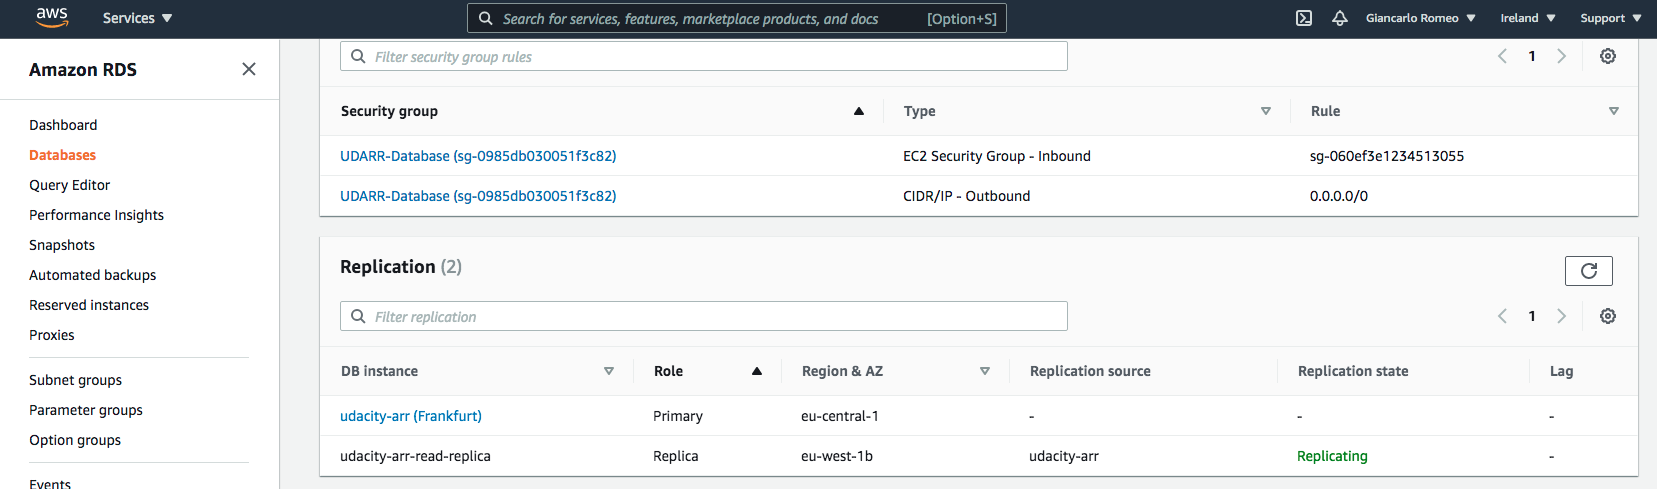 aws
Services
Search for services, features, marketplace products, and docs [Option+S]
Giancarlo Romeo
Ireland
Support
Amazon RDS
Dashboard
Databases
Query Editor
Performance Insights
Snapshots
Automated backups
Reserved instances
Proxies
Subnet groups
Parameter groups
Option groups
Events
Filter security group rules
1
Security group Type Rule
UDARR-Database (sg-0985db030051f3c82) EC2 Security Group - Inbound sg-060ef3e1234513055
UDARR-Database (sg-0985db030051f3c82) CIDR/IP - Outbound 0.0.0.0/0
Replication (2)
Filter replication
1
DB instance Role Region & AZ Replication source Replication state Lag
udacity-arr (Frankfurt) Primary eu-central-1 - - -
udacity-arr-read-replica Replica eu-west-1b udacity-arr Replicating -